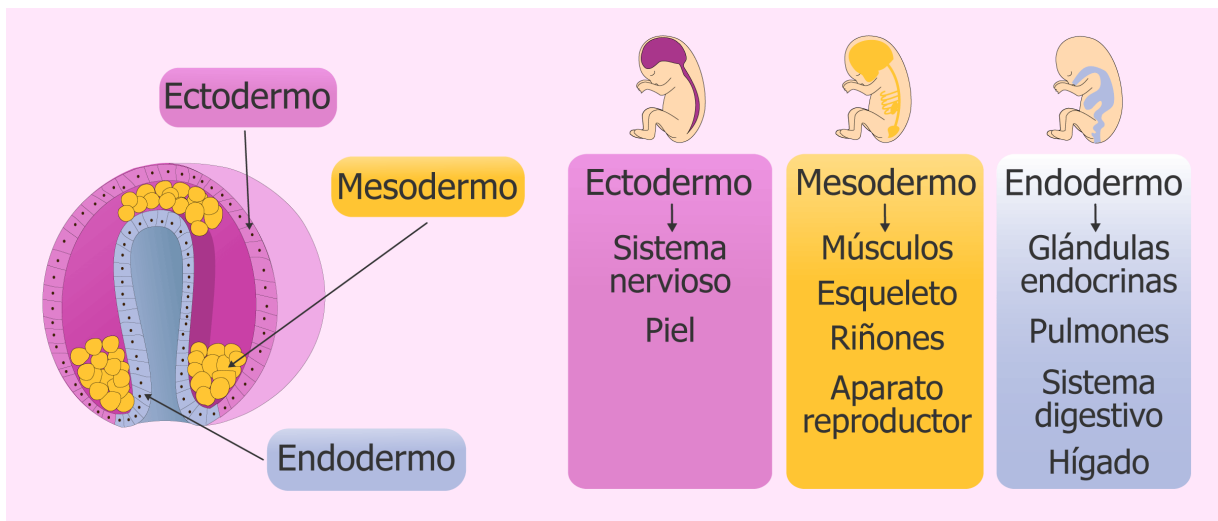 Ectodermo
Mesodermo
Endodermo
Ectodermo
Sistema
nervioso
Piel
Mesodermo
Músculos
Esqueleto
Riñones
Aparato
reproductor
Endodermo
Glándulas
endocrinas
Pulmones
Sistema
digestivo
Hígado